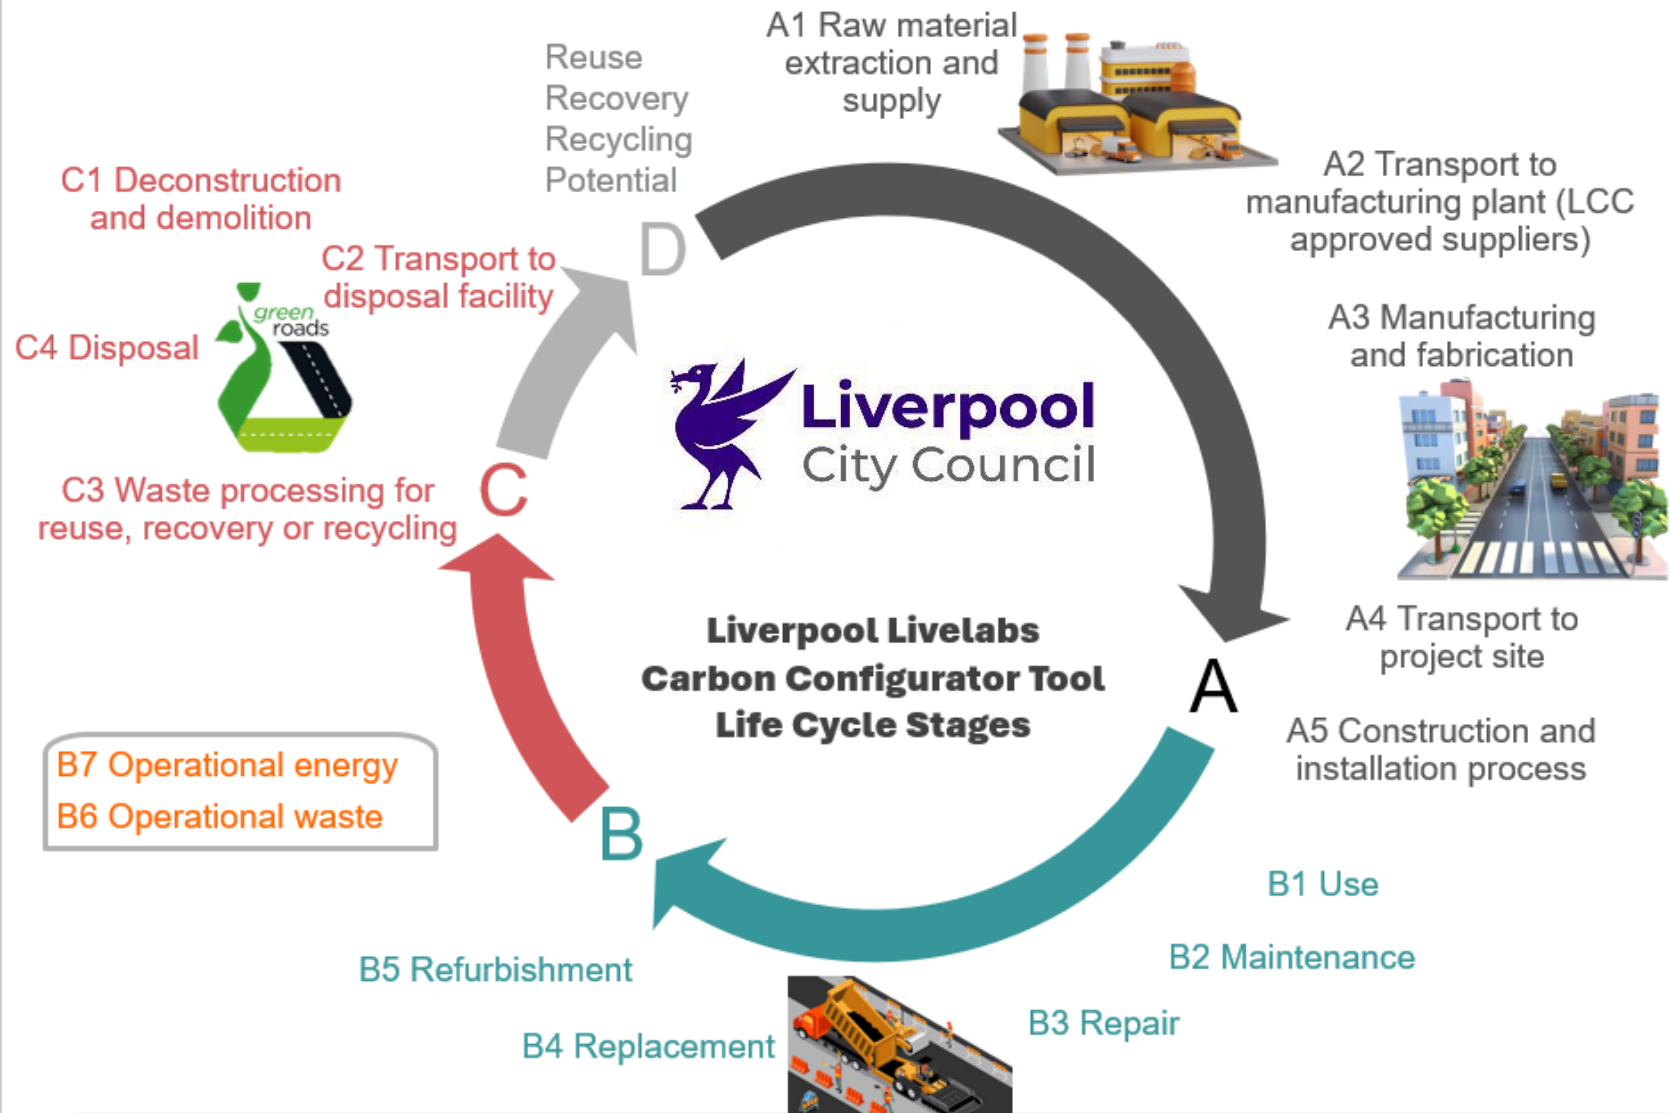 Reuse
Recovery
Recycling
Potential
D
A1 Raw material
extraction and
supply
A2 Transport to
manufacturing plant (LCC
approved suppliers)
A3 Manufacturing
and fabrication
A4 Transport to
project site
A5 Construction and
installation process
A
B1 Use
B2 Maintenance
B3 Repair
B4 Replacement
B5 Refurbishment
B
B7 Operational energy
B6 Operational waste
C1 Deconstruction
and demolition
C2 Transport to
disposal facility
green
roads
C4 Disposal
C3 Waste processing for
reuse, recovery or recycling
C
Liverpool
City Council
Liverpool Livelabs
Carbon Configurator Tool
Life Cycle Stages